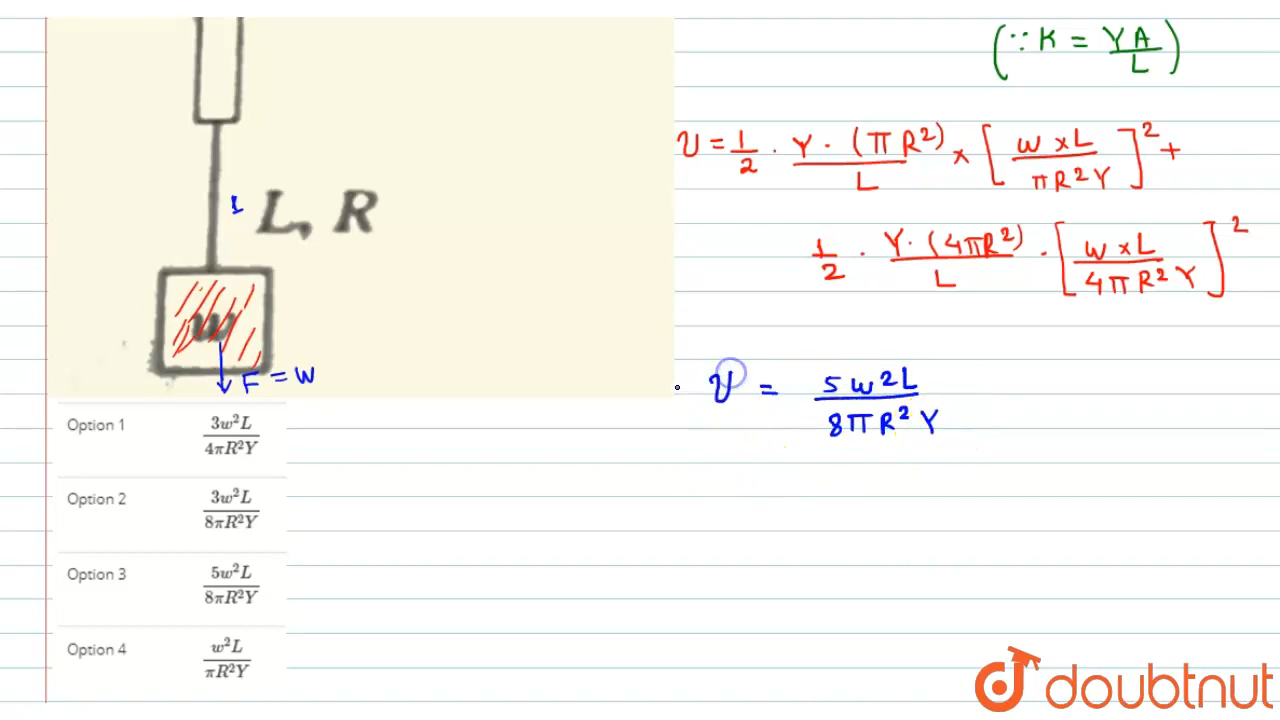 (∵ K = YA/L)
U = 1/2 · Y·(πR²)/L × [w×L/πR²Y]² +
1/2 · Y·(4πR²)/L · [w×L/4πR²Y]²
1 L, R
w
F = W
U = 5w²L/8πR²Y
Option 1 3w²L/4πR²Y
Option 2 3w²L/8πR²Y
Option 3 5w²L/8πR²Y
Option 4 w²L/πR²Y
doubtnut